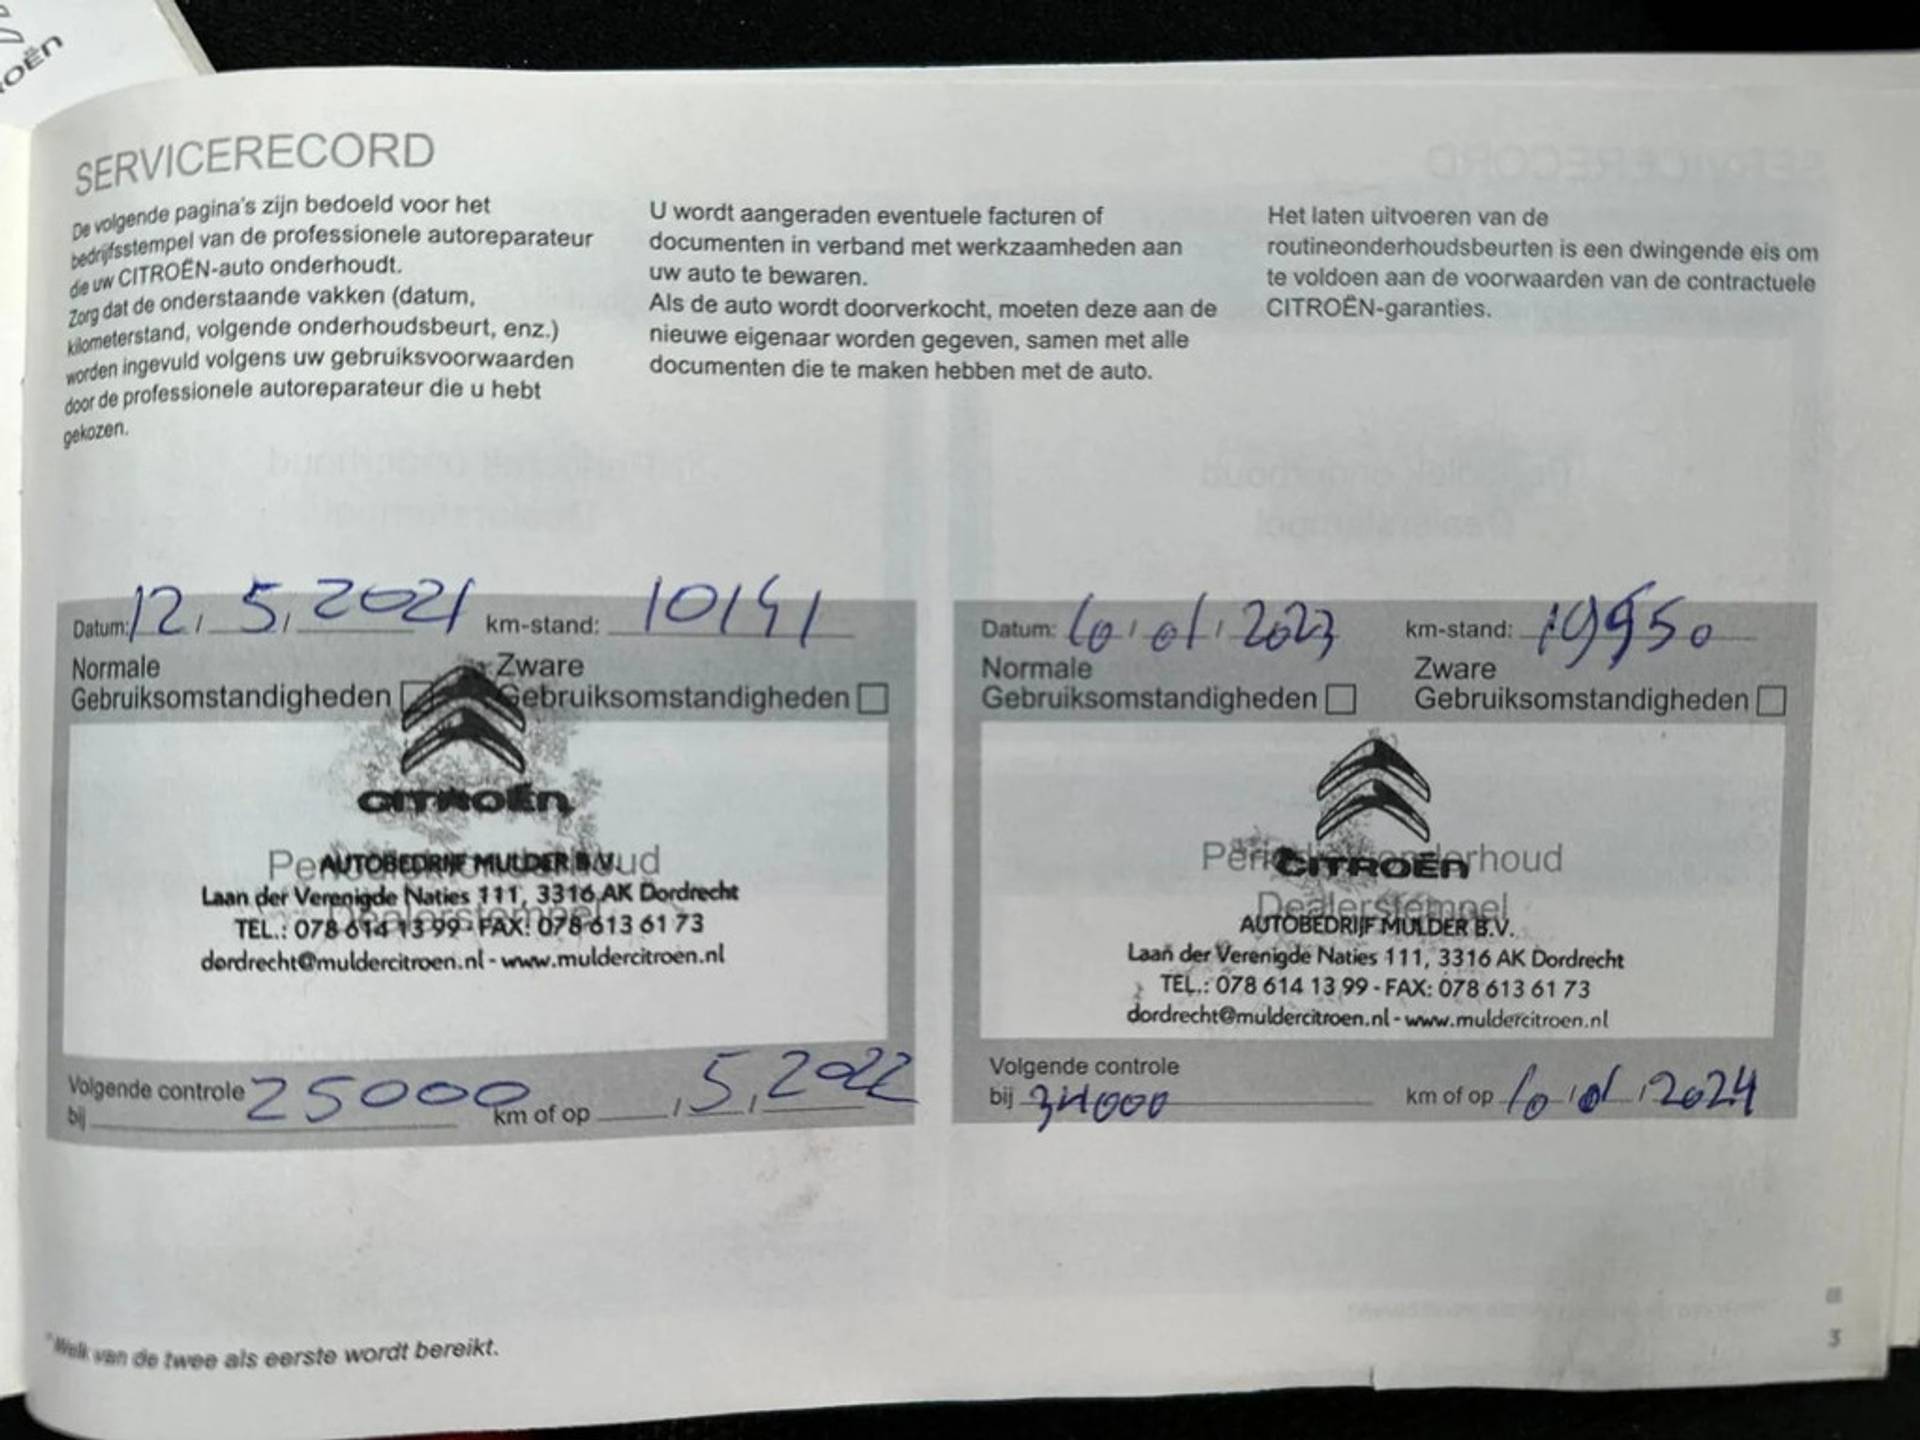 SERVICERECORD
De volgende pagina's zijn bedoeld voor het
bedrijfsstempel van de professionele autoreparateur
die uw CITROËN-auto onderhoudt.
Zorg dat de onderstaande vakken (datum,
kilometerstand, volgende onderhoudsbeurt, enz.)
worden ingevuld volgens uw gebruiksvoorwaarden
door de professionele autoreparateur die u hebt
gekozen.
U wordt aangeraden eventuele facturen of
documenten in verband met werkzaamheden aan
uw auto te bewaren.
Als de auto wordt doorverkocht, moeten deze aan de
nieuwe eigenaar worden gegeven, samen met alle
documenten die te maken hebben met de auto.
Het laten uitvoeren van de
routineonderhoudsbeurten is een dwingende eis om
te voldoen aan de voorwaarden van de contractuele
CITROËN-garanties.
Datum: 12, 5, 2021 km-stand: 10141
Normale Zware
Gebruiksomstandigheden Gebruiksomstandigheden
CITROËN
AUTOBEDRIJF MULDER B.V.
Laan der Verenigde Naties 111, 3316 AK Dordrecht
Dealerstempel
TEL.: 078 614 13 99 - FAX: 078 613 61 73
dordrecht@muldercitroen.nl - www.muldercitroen.nl
Volgende controle 25000
bij km of op , 5, 2022
Datum: 10, 01, 2023 km-stand: 19950
Normale Zware
Gebruiksomstandigheden Gebruiksomstandigheden
Periodiek onderhoud
CITROËN
Dealerstempel
AUTOBEDRIJF MULDER B.V.
Laan der Verenigde Naties 111, 3316 AK Dordrecht
TEL.: 078 614 13 99 - FAX: 078 613 61 73
dordrecht@muldercitroen.nl - www.muldercitroen.nl
Volgende controle
bij 34000 km of op 10, 01, 2024
*Welk van de twee als eerste wordt bereikt.
3